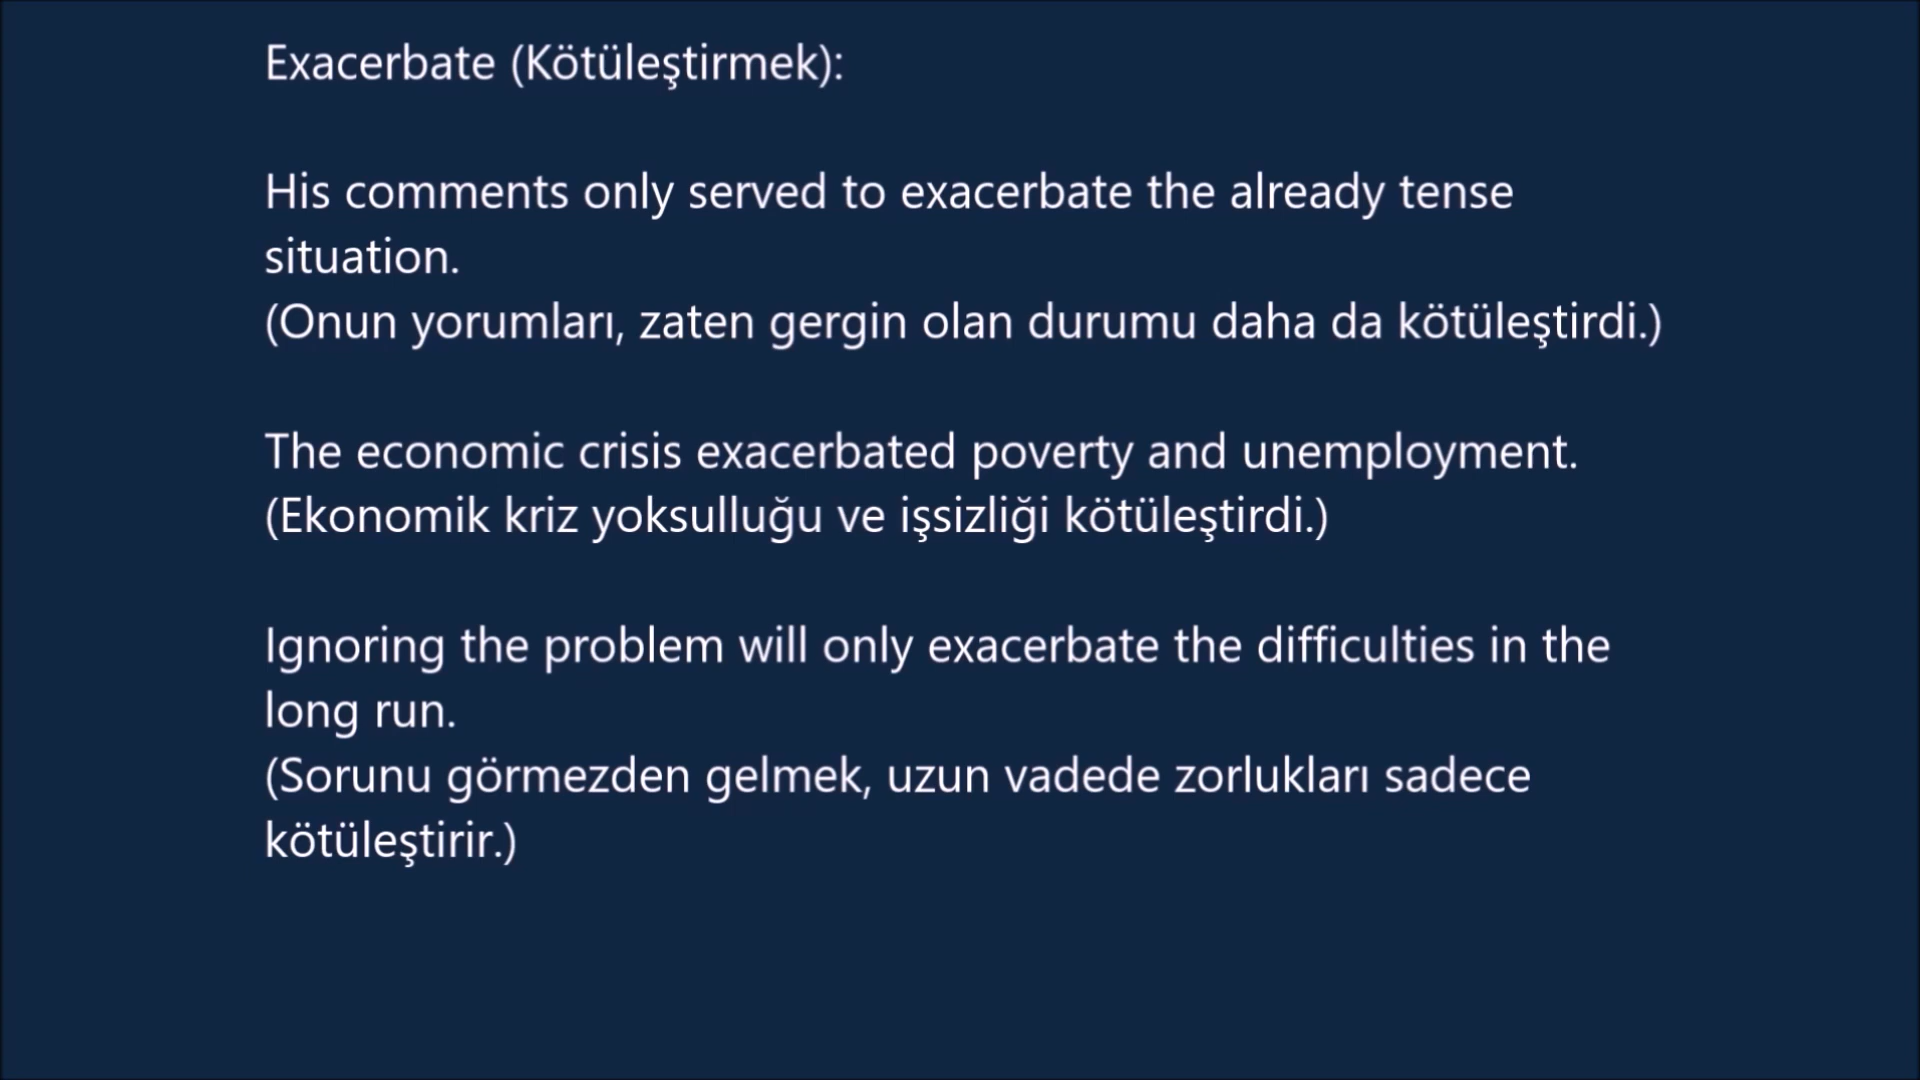 Exacerbate (Kötüleştirmek):
His comments only served to exacerbate the already tense
situation.
(Onun yorumları, zaten gergin olan durumu daha da kötüleştirdi.)
The economic crisis exacerbated poverty and unemployment.
(Ekonomik kriz yoksulluğu ve işsizliği kötüleştirdi.)
Ignoring the problem will only exacerbate the difficulties in the
long run.
(Sorunu görmezden gelmek, uzun vadede zorlukları sadece
kötüleştirir.)